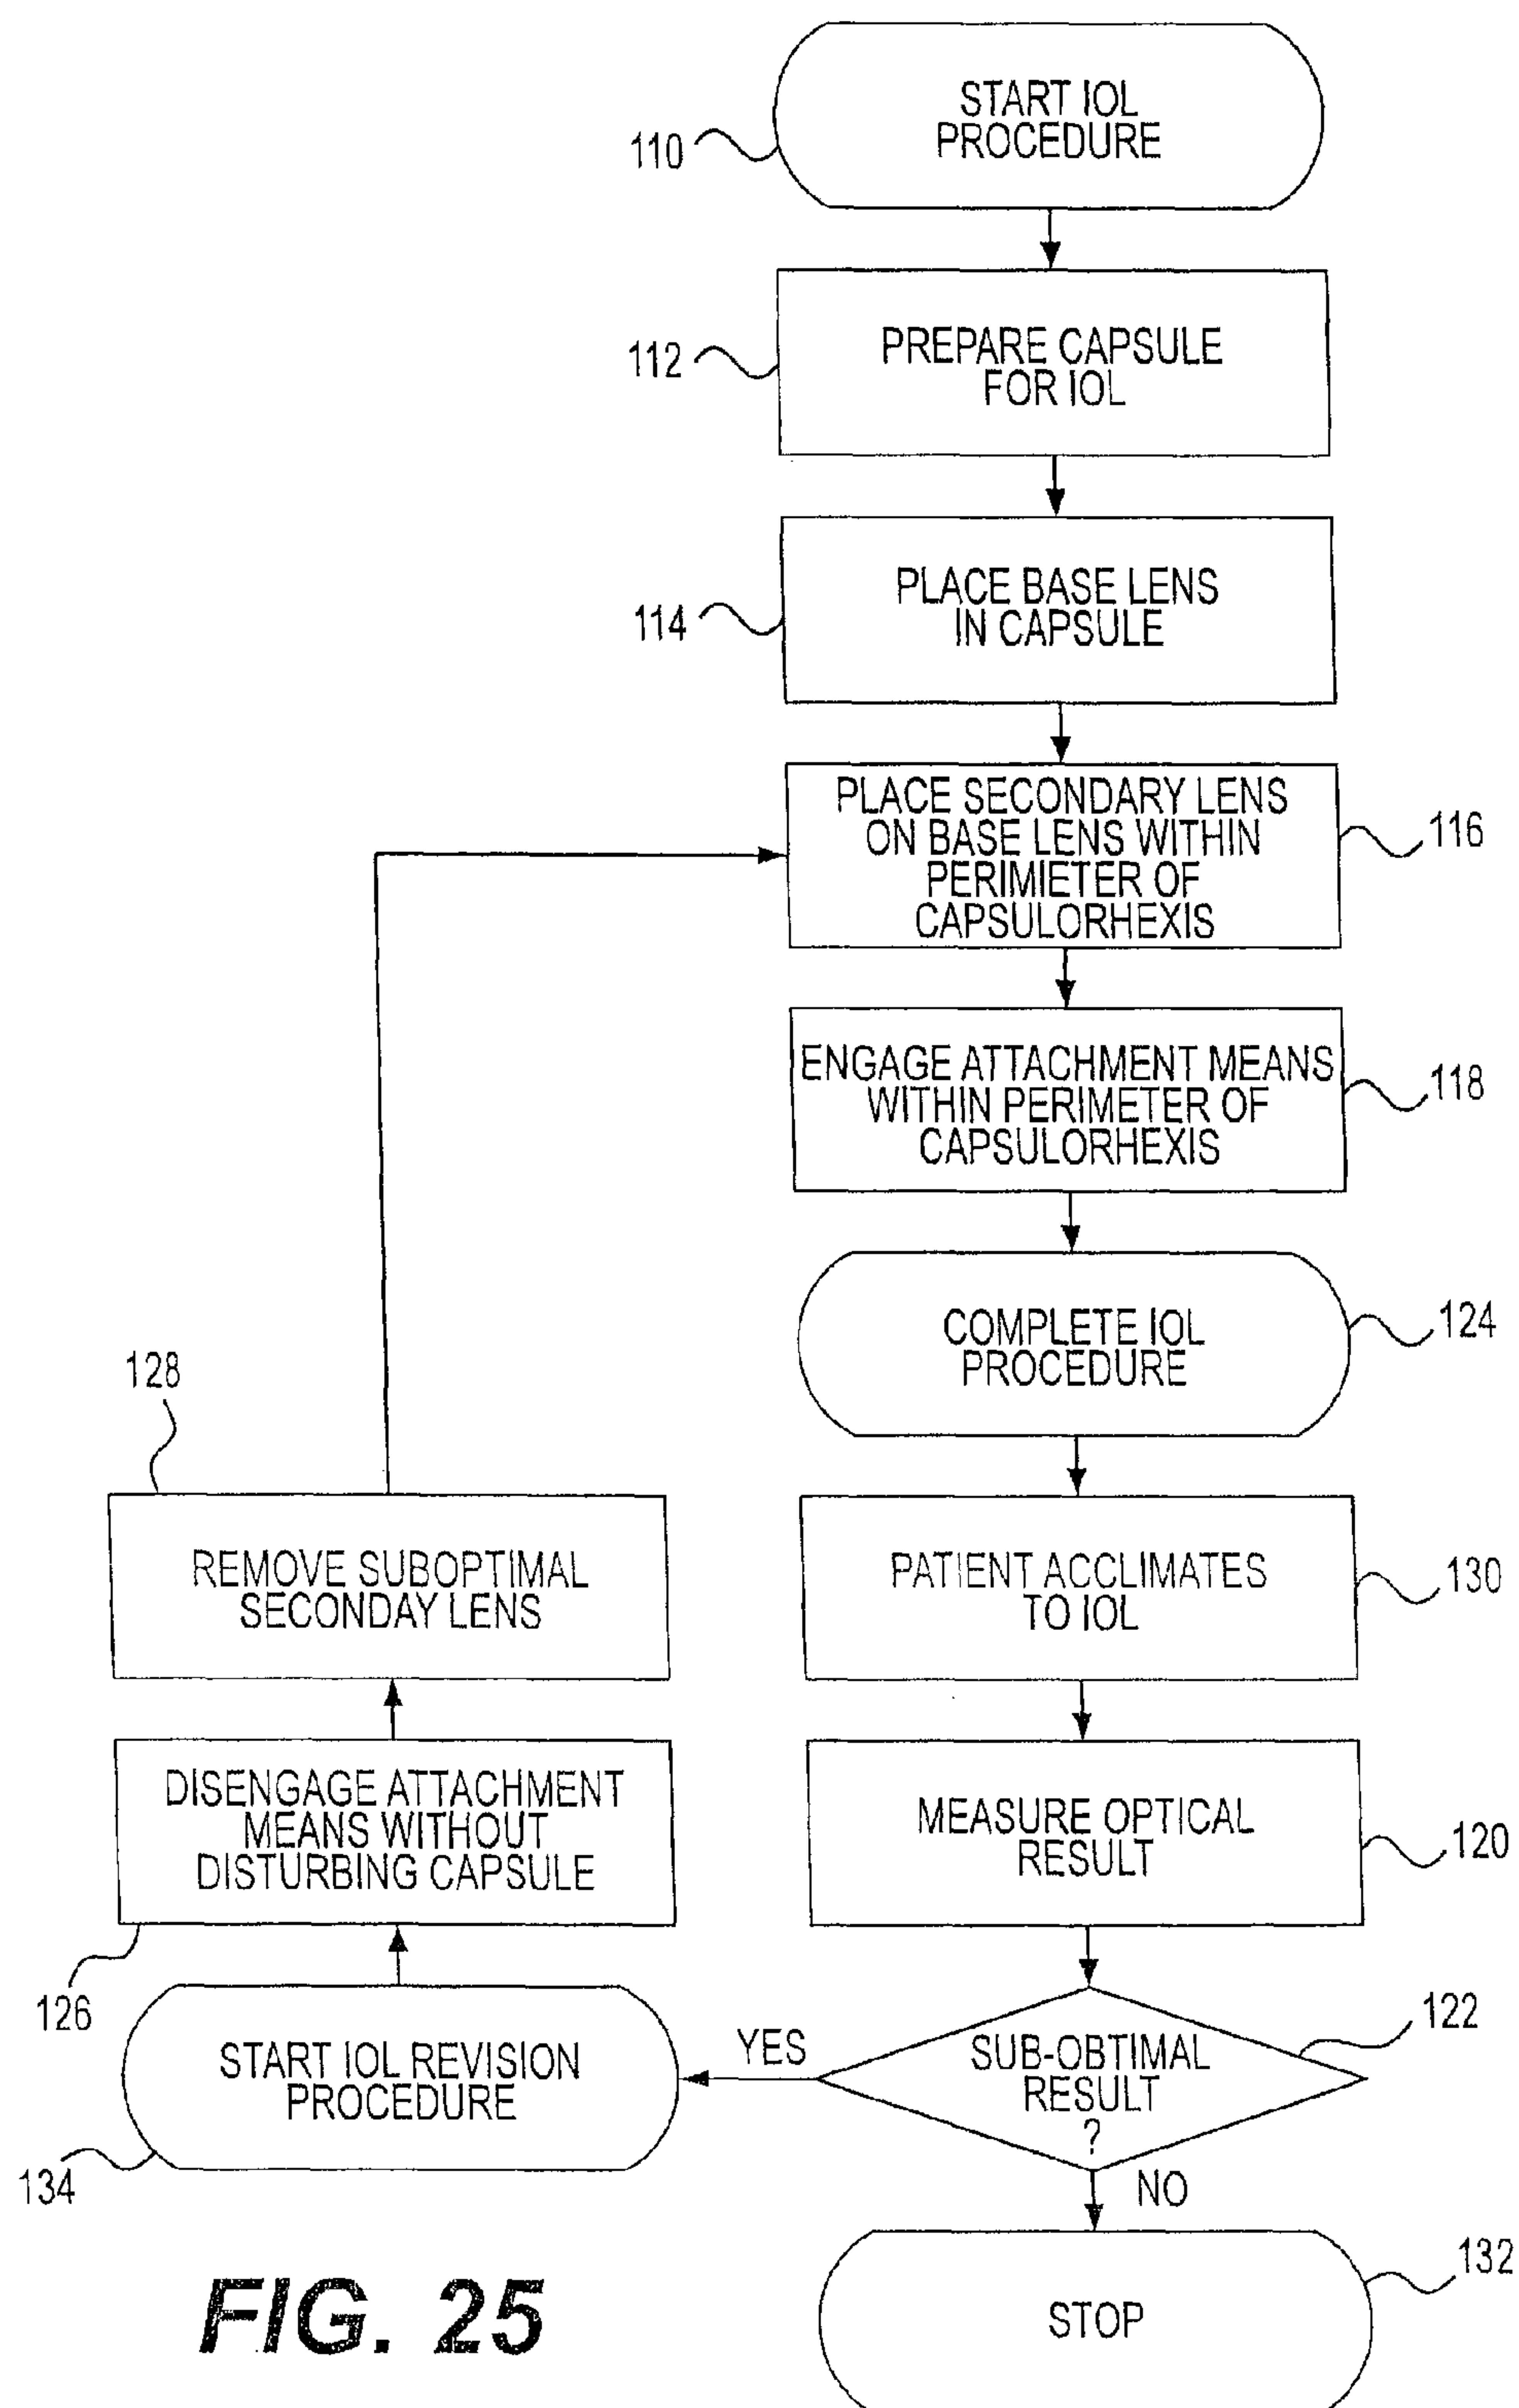 START IOL
PROCEDURE
110
PREPARE CAPSULE
FOR IOL
112
PLACE BASE LENS
IN CAPSULE
114
PLACE SECONDARY LENS
ON BASE LENS WITHIN
PERIMIETER OF
CAPSULORHEXIS
116
ENGAGE ATTACHMENT MEANS
WITHIN PERIMETER OF
CAPSULORHEXIS
118
COMPLETE IOL
PROCEDURE
124
128
REMOVE SUBOPTIMAL
SECONDAY LENS
PATIENT ACCLIMATES
TO IOL
130
DISENGAGE ATTACHMENT
MEANS WITHOUT
DISTURBING CAPSULE
126
MEASURE OPTICAL
RESULT
120
START IOL REVISION
PROCEDURE
134
YES
SUB-OBTIMAL
RESULT
?
122
NO
STOP
132
FIG. 25